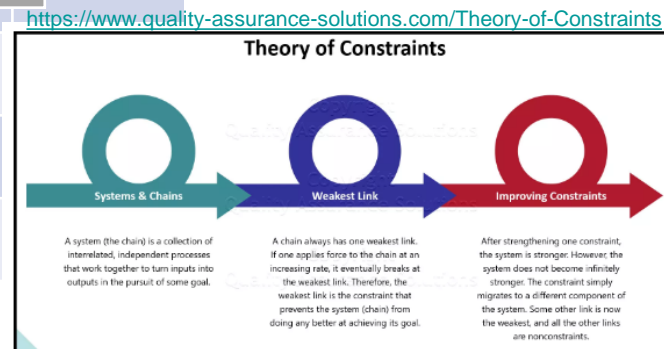 https://www.quality-assurance-solutions.com/Theory-of-Constraints
Theory of Constraints
Systems & Chains
A system (the chain) is a collection of
interrelated, independent processes
that work together to turn inputs into
outputs in the pursuit of some goal.
Weakest Link
A chain always has one weakest link.
If one applies force to the chain at an
increasing rate, it eventually breaks at
the weakest link. Therefore, the
weakest link is the constraint that
prevents the system (chain) from
doing any better at achieving its goal.
Improving Constraints
After strengthening one constraint,
the system is stronger. However, the
system does not become infinitely
stronger. The constraint simply
migrates to a different component of
the system. Some other link is now
the weakest, and all the other links
are nonconstraints.
Quality Assurance Solutions